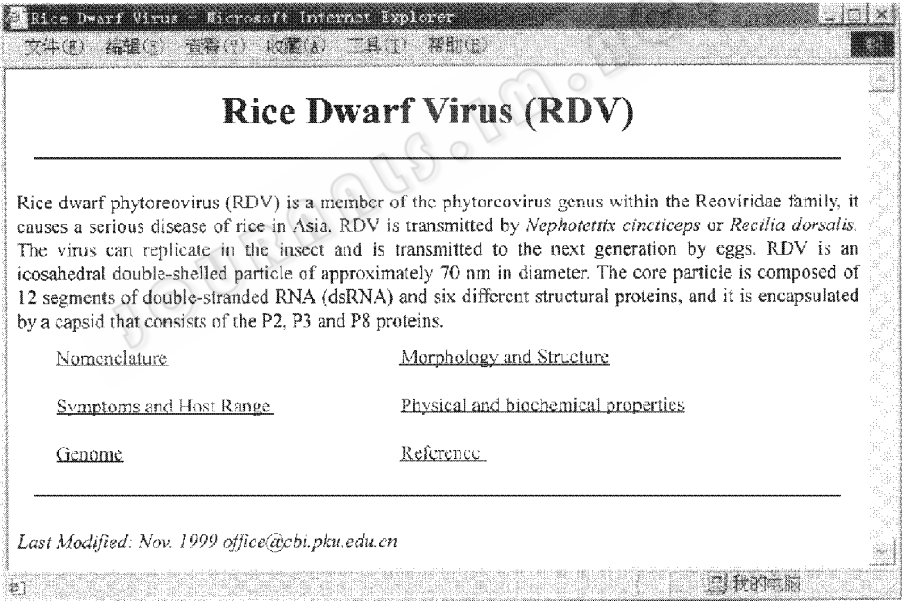 Rice Dwarf Virus - Microsoft Internet Explorer
文件(F) 编辑(E) 查看(V) 收藏(A) 工具(T) 帮助(H)
Rice Dwarf Virus (RDV)
Rice dwarf phytoreovirus (RDV) is a member of the phytoreovirus genus within the Reoviridae family, it
causes a serious disease of rice in Asia. RDV is transmitted by Nephotettix cincticeps or Recilia dorsalis.
The virus can replicate in the insect and is transmitted to the next generation by eggs. RDV is an
icosahedral double-shelled particle of approximately 70 nm in diameter. The core particle is composed of
12 segments of double-stranded RNA (dsRNA) and six different structural proteins, and it is encapsulated
by a capsid that consists of the P2, P3 and P8 proteins.
Nomenclature Morphology and Structure
Symptoms and Host Range Physical and biochemical properties
Genome Reference
Last Modified: Nov. 1999 office@cbi.pku.edu.cn
我的电脑